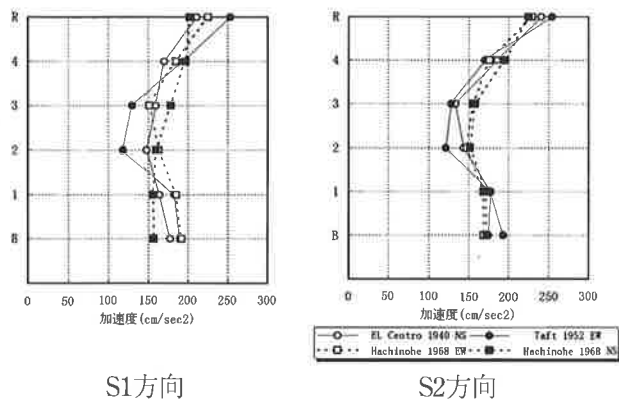 R
4
3
2
1
B
0 50 100 150 200 250 300
加速度(cm/sec2)
S1方向
R
4
3
2
1
B
0 50 100 150 200 250 300
加速度(cm/sec2)
EL Centro 1940 NS
Taft 1952 EW
Hachinohe 1968 EW
Hachinohe 1968 NS
S2方向